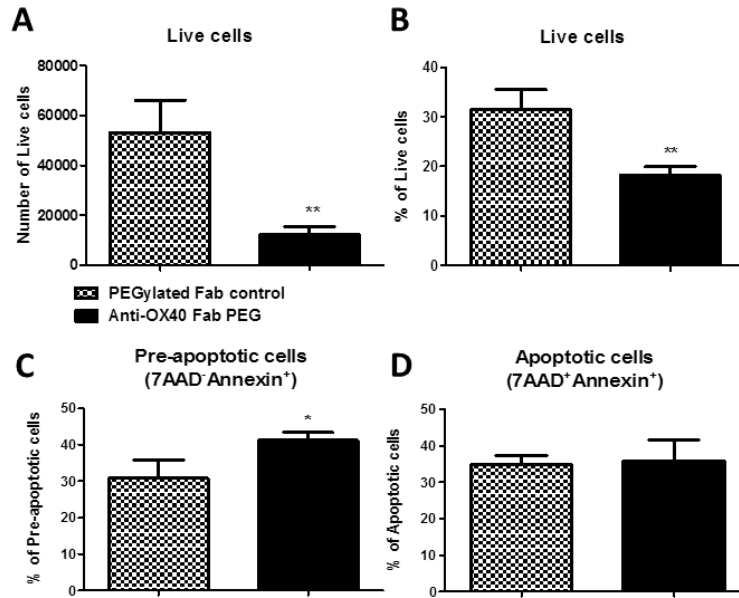 A
Live cells
80000
60000
40000
20000
0
Number of Live cells
**
B
Live cells
40
30
20
10
0
% of Live cells
**
PEGylated Fab control
Anti-OX40 Fab PEG
C
Pre-apoptotic cells
(7AAD⁻Annexin⁺)
50
40
30
20
10
0
% of Pre-apoptotic cells
*
D
Apoptotic cells
(7AAD⁺Annexin⁺)
50
40
30
20
10
0
% of Apoptotic cells